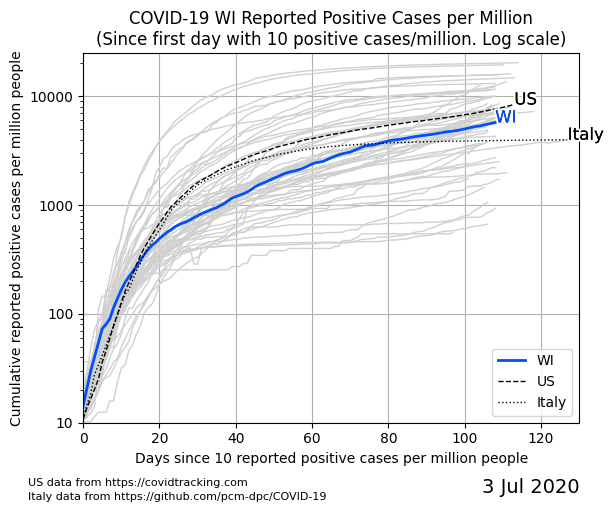 COVID-19 WI Reported Positive Cases per Million
(Since first day with 10 positive cases/million. Log scale)
Cumulative reported positive cases per million people
10000
1000
100
10
US
WI
Italy
WI
US
Italy
0
20
40
60
80
100
120
Days since 10 reported positive cases per million people
US data from https://covidtracking.com
Italy data from https://github.com/pcm-dpc/COVID-19
3 Jul 2020